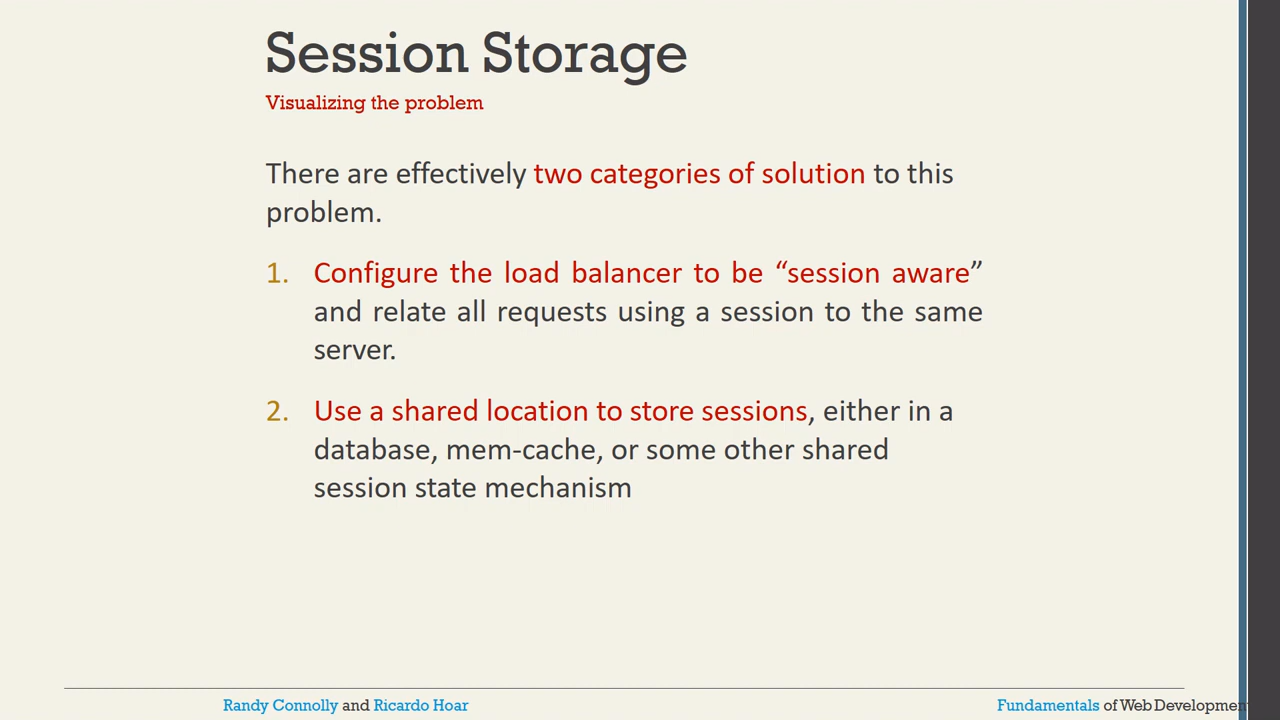 Session Storage
Visualizing the problem
There are effectively two categories of solution to this
problem.
1. Configure the load balancer to be “session aware”
and relate all requests using a session to the same
server.
2. Use a shared location to store sessions, either in a
database, mem-cache, or some other shared
session state mechanism
Randy Connolly and Ricardo Hoar
Fundamentals of Web Development